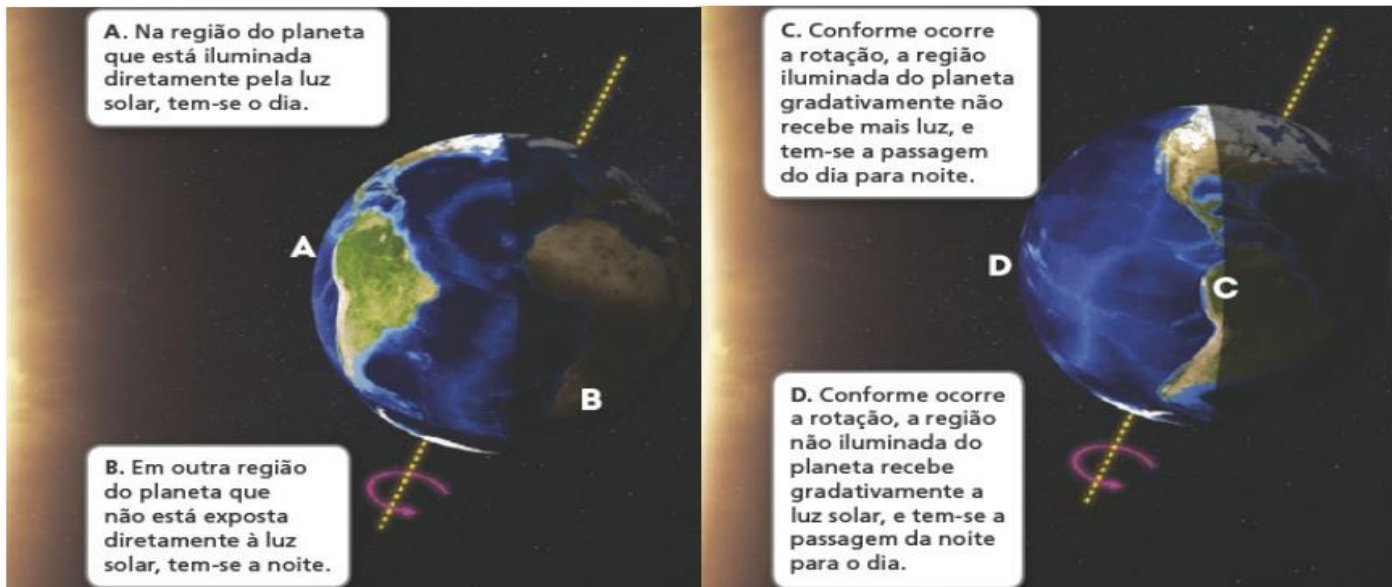 A. Na região do planeta
que está iluminada
diretamente pela luz
solar, tem-se o dia.
A
B
B. Em outra região
do planeta que
não está exposta
diretamente à luz
solar, tem-se a noite.
C. Conforme ocorre
a rotação, a região
iluminada do planeta
gradativamente não
recebe mais luz, e
tem-se a passagem
do dia para noite.
D
C
D. Conforme ocorre
a rotação, a região
não iluminada do
planeta recebe
gradativamente a
luz solar, e tem-se a
passagem da noite
para o dia.